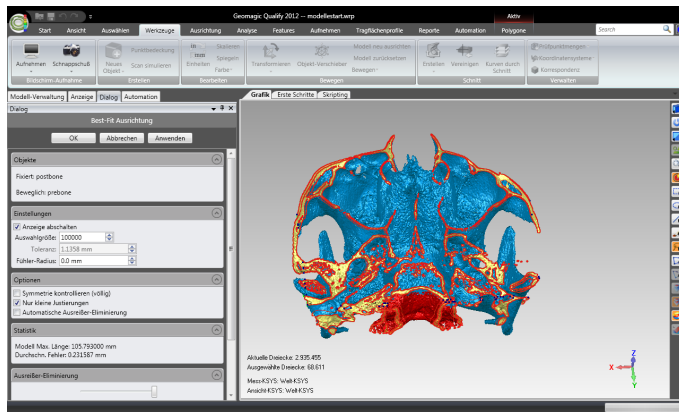 Geomagic Qualify 2012 -- modellestart.wrp
Aktiv
Start Ansicht Auswählen Werkzeuge Ausrichtung Analyse Features Aufnehmen Tragflächenprofile Reporte Automation Polygone
Search
Aufnehmen Schnappschuß
Bildschirm-Aufnahme
Neues Objekt
Punktbedeckung
Scan simulieren
Erstellen
in mm
Einheiten
Skalieren
Spiegeln
Farbe
Bearbeiten
Transformieren Objekt-Verschieber
Modell neu ausrichten
Modell zurücksetzen
Bewegen
Bewegen
Erstellen Vereinigen Kurven durch Schnitt
Schnitt
Prüfpunktmengen
Koordinatensysteme
Korrespondenz
Verwalten
Modell-Verwaltung Anzeige Dialog Automation
Grafik Erste Schritte Skripting
Dialog
Best-Fit Ausrichtung
OK Abbrechen Anwenden
Objekte
Fixiert: postbone
Beweglich: prebone
Einstellungen
Anzeige abschalten
Auswahlgröße: 100000
Toleranz: 1.1358 mm
Fühler-Radius: 0.0 mm
Optionen
Symmetrie kontrollieren (völlig)
Nur kleine Justierungen
Automatische Ausreißer-Eliminierung
Statistik
Modell Max. Länge: 105.793000 mm
Durchschn. Fehler: 0.231587 mm
Ausreißer-Eliminierung
Aktuelle Dreiecke: 2.935.455
Ausgewählte Dreiecke: 68.611
Mess-KSYS: Welt-KSYS
Ansicht-KSYS: Welt-KSYS
Z
X
Y